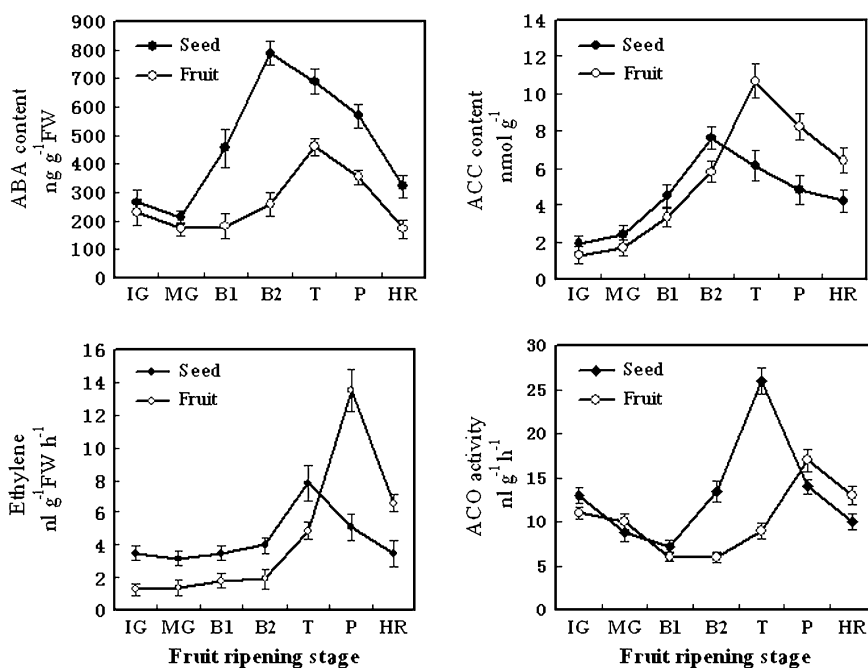 ABA content
ng g-1FW
900
800
700
600
500
400
300
200
100
0
Seed
Fruit
IG MG B1 B2 T P HR
ACC content
nmol g-1
14
12
10
8
6
4
2
0
Seed
Fruit
IG MG B1 B2 T P HR
Ethylene
nl g-1FW h-1
16
14
12
10
8
6
4
2
0
Seed
Fruit
IG MG B1 B2 T P HR
Fruit ripening stage
ACO activity
nl g-1 h-1
30
25
20
15
10
5
0
Seed
Fruit
IG MG B1 B2 T P HR
Fruit ripening stage